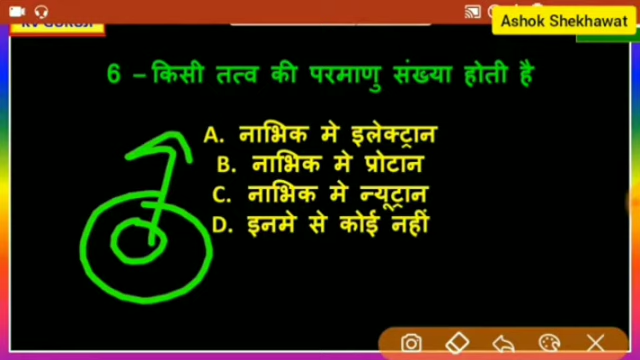 Ashok Shekhawat
6 – किसी तत्व की परमाणु संख्या होती है
A. नाभिक मे इलेक्ट्रान
B. नाभिक मे प्रोटान
C. नाभिक मे न्यूट्रान
D. इनमे से कोई नहीं